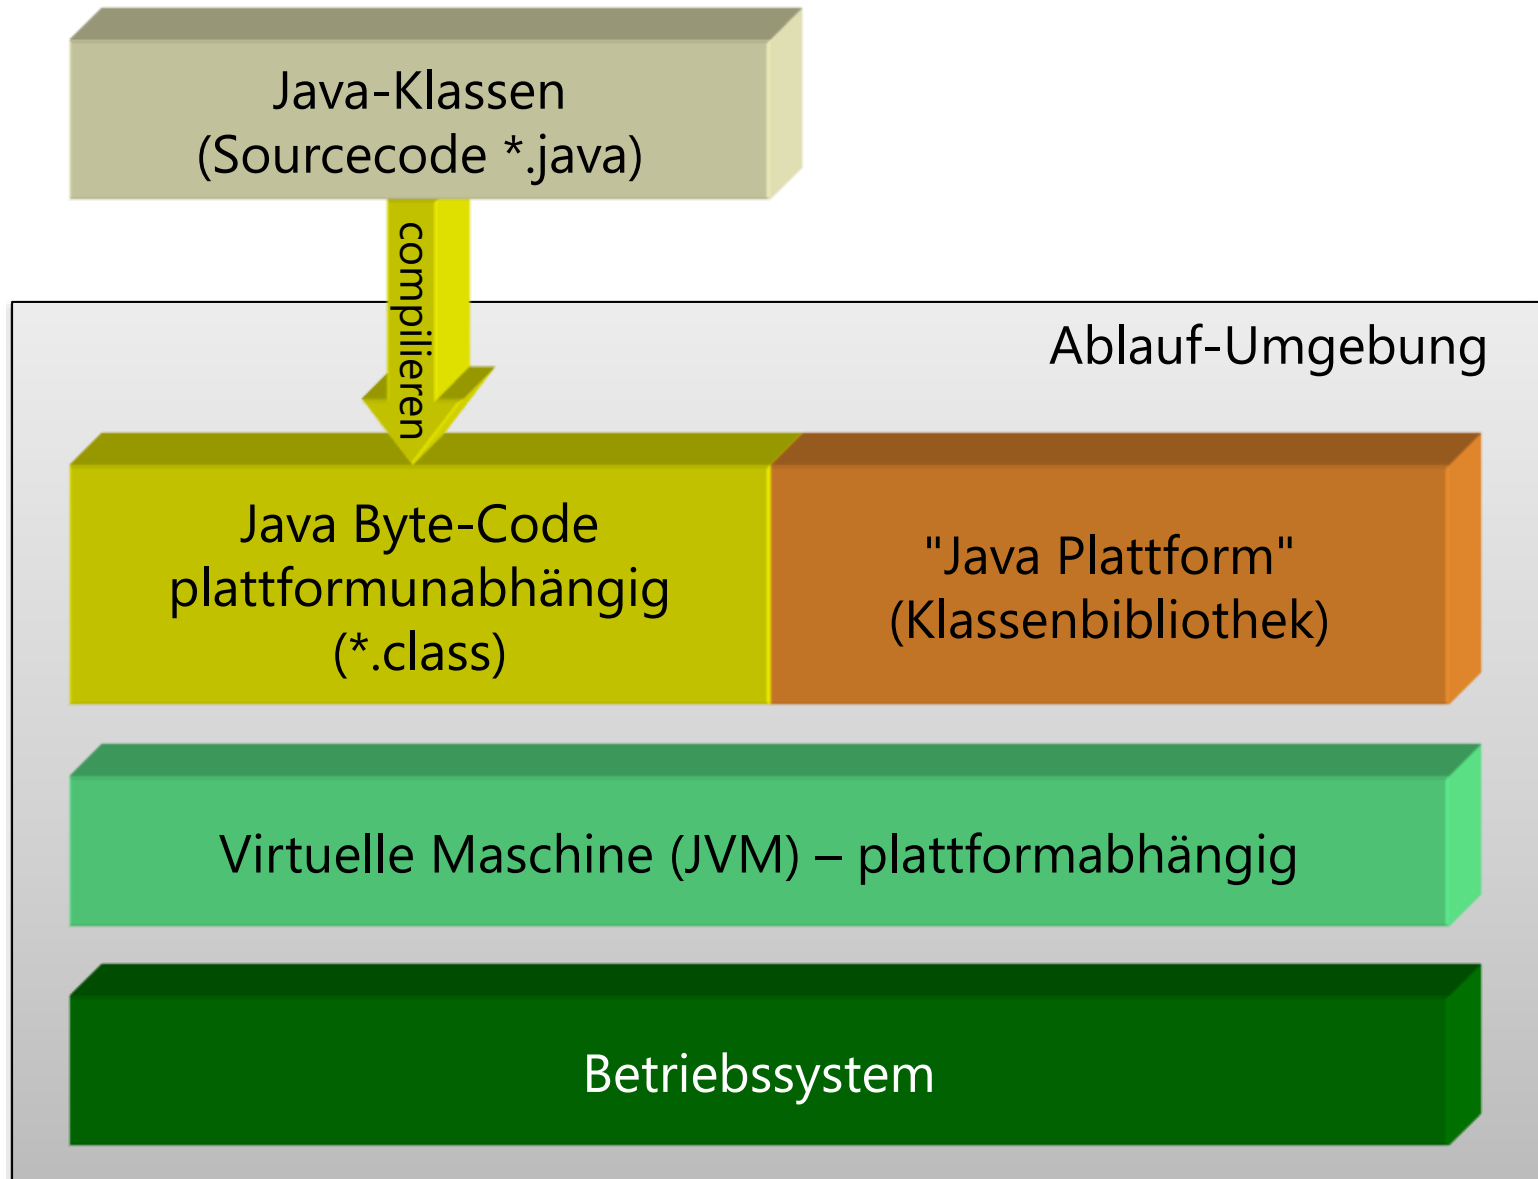 Java-Klassen
(Sourcecode *.java)
compilieren
Ablauf-Umgebung
Java Byte-Code
plattformunabhängig
(*.class)
"Java Plattform"
(Klassenbibliothek)
Virtuelle Maschine (JVM) – plattformabhängig
Betriebssystem